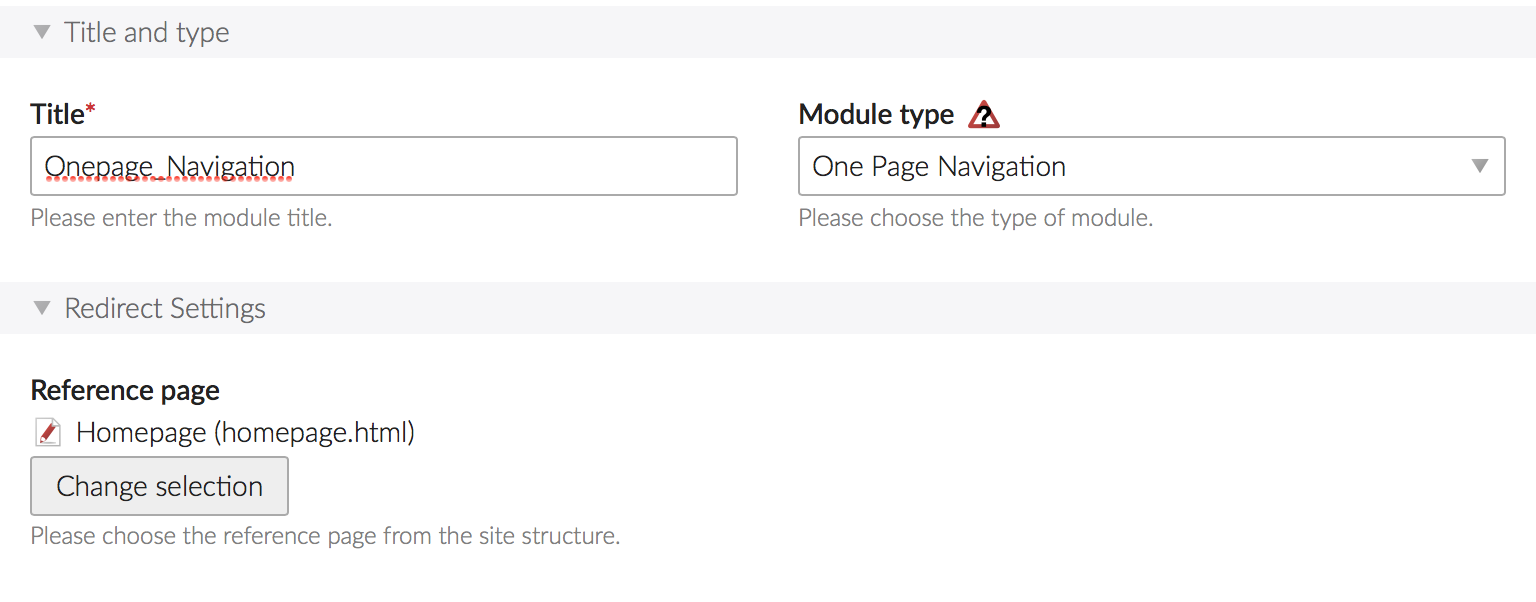 Title and type
Title*
Module type
Onepage_Navigation
One Page Navigation
Please enter the module title.
Please choose the type of module.
Redirect Settings
Reference page
Homepage (homepage.html)
Change selection
Please choose the reference page from the site structure.